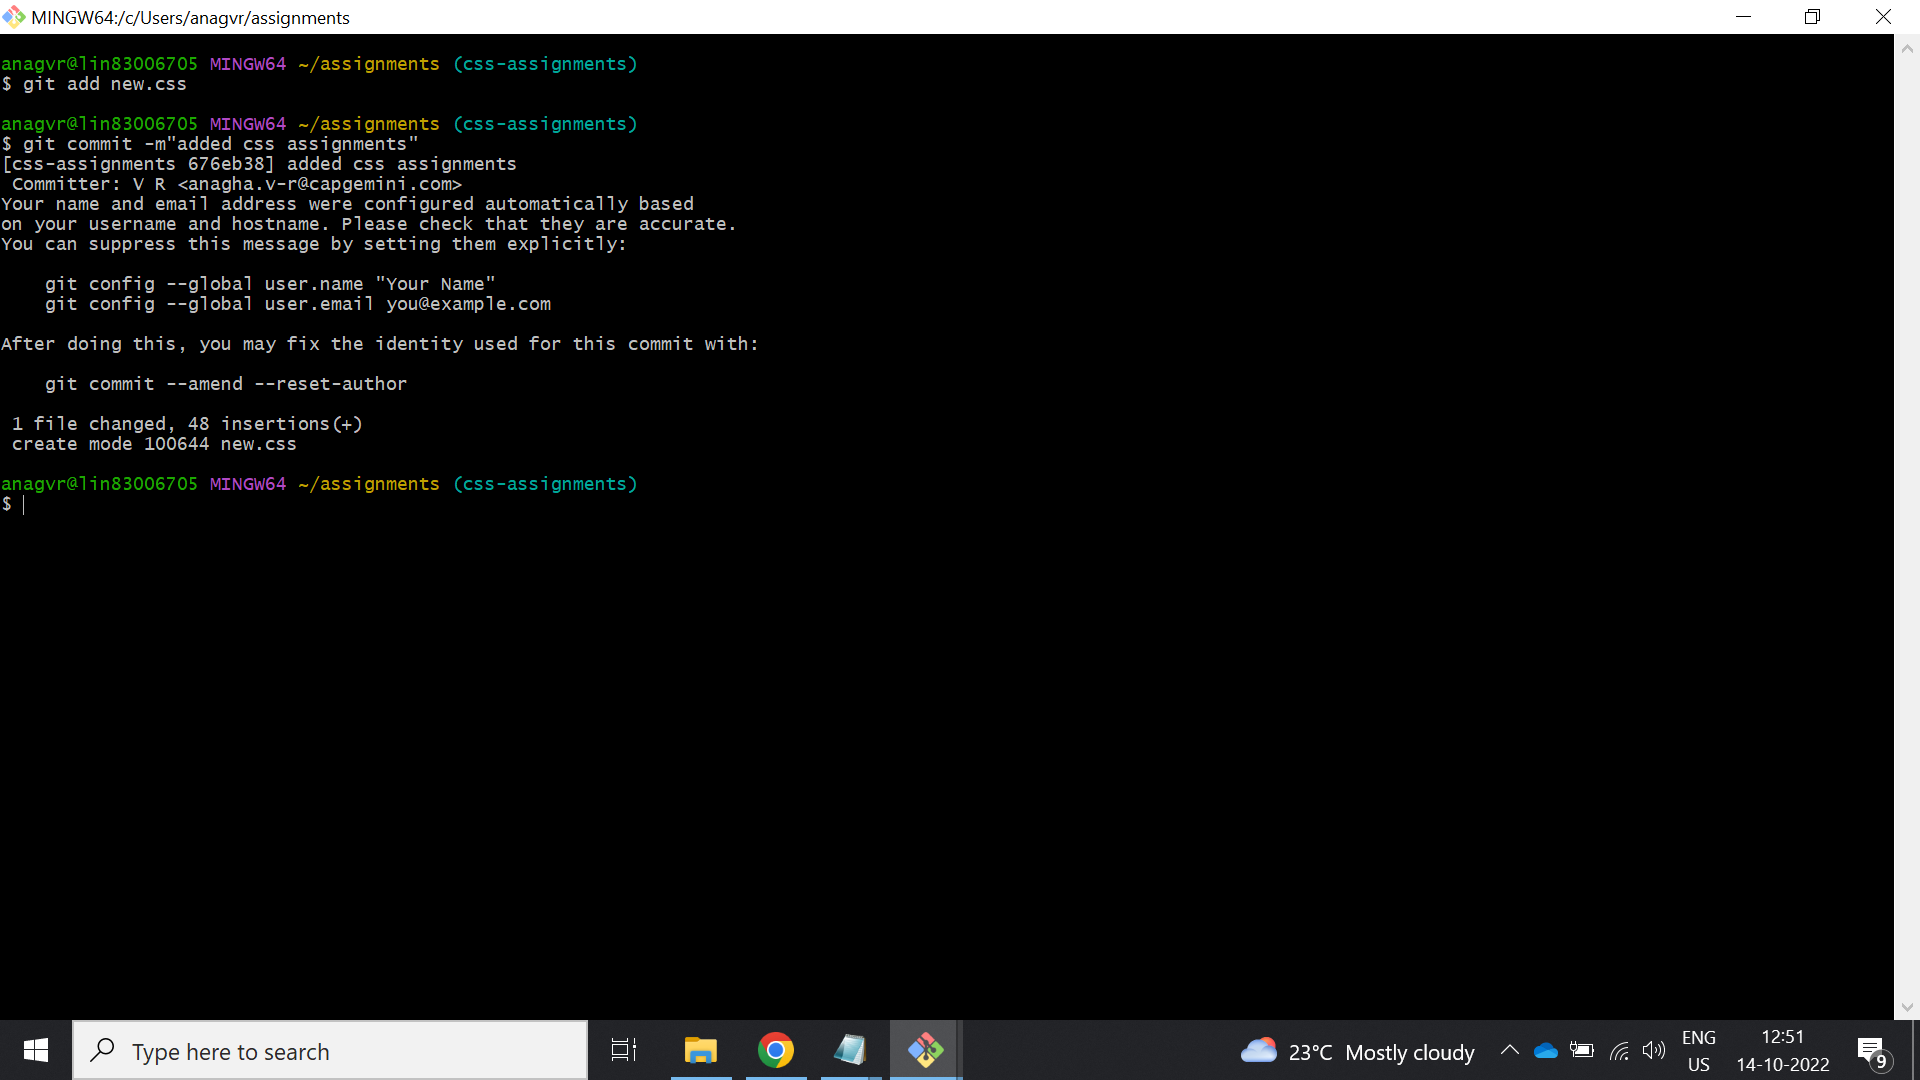 MINGW64:/c/Users/anagvr/assignments
anagvr@lin83006705 MINGW64 ~/assignments (css-assignments)
$ git add new.css
anagvr@lin83006705 MINGW64 ~/assignments (css-assignments)
$ git commit -m"added css assignments"
[css-assignments 676eb38] added css assignments
Committer: V R <anagha.v-r@capgemini.com>
Your name and email address were configured automatically based
on your username and hostname. Please check that they are accurate.
You can suppress this message by setting them explicitly:
git config --global user.name "Your Name"
git config --global user.email you@example.com
After doing this, you may fix the identity used for this commit with:
git commit --amend --reset-author
1 file changed, 48 insertions(+)
create mode 100644 new.css
anagvr@lin83006705 MINGW64 ~/assignments (css-assignments)
$
Type here to search
23°C Mostly cloudy
ENG
US
12:51
14-10-2022
9